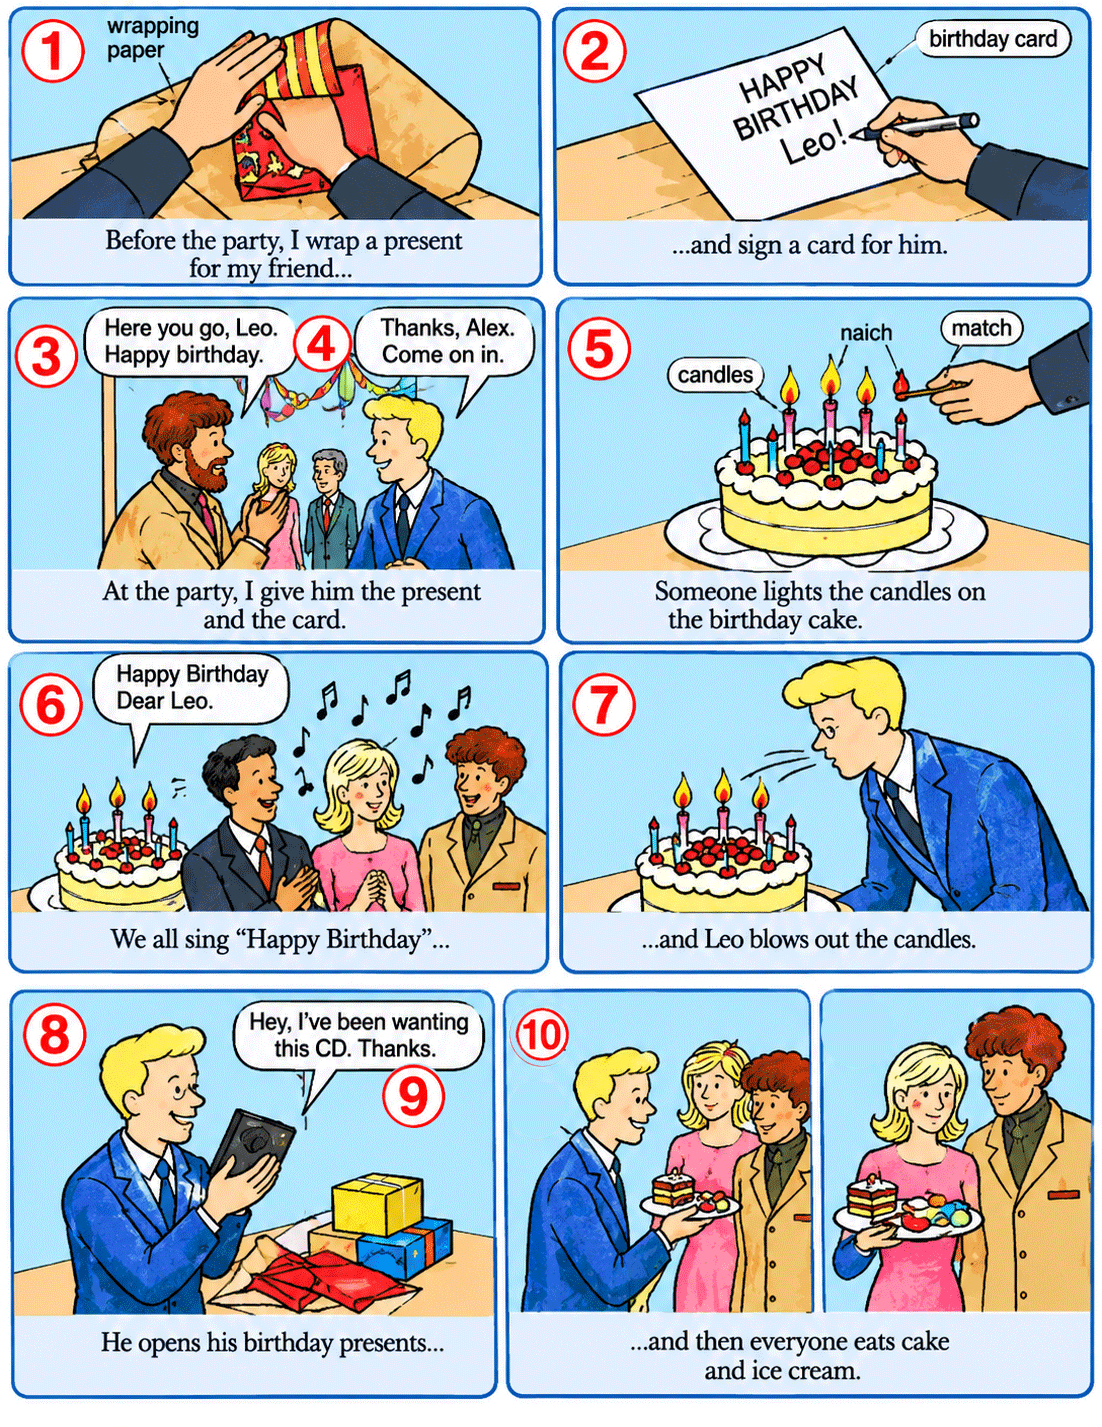 1
wrapping
paper
Before the party, I wrap a present
for my friend...
2
birthday card
HAPPY
BIRTHDAY
Leo!
...and sign a card for him.
3
Here you go, Leo.
Happy birthday.
4
Thanks, Alex.
Come on in.
At the party, I give him the present
and the card.
5
candles
naich
match
Someone lights the candles on
the birthday cake.
6
Happy Birthday
Dear Leo.
We all sing “Happy Birthday”...
7
...and Leo blows out the candles.
8
Hey, I've been wanting
this CD. Thanks.
9
He opens his birthday presents...
10
...and then everyone eats cake
and ice cream.